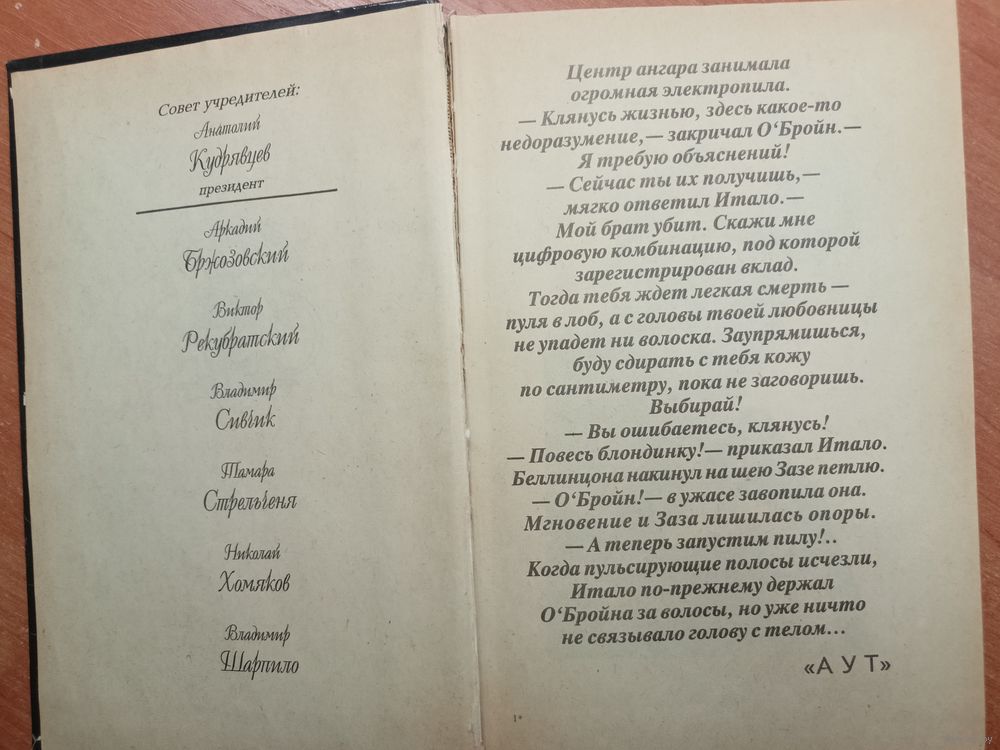 Совет учредителей:
Анатолий
Кудрявцев
президент
Аркадий
Бржозовский
Виктор
Рекубратский
Владимир
Сивчик
Тамара
Стрельченя
Николай
Хомяков
Владимир
Шарпило
Центр ангара занимала
огромная электропила.
— Клянусь жизнью, здесь какое-то
недоразумение,— закричал О‘Бройн.—
Я требую объяснений!
— Сейчас ты их получишь,—
мягко ответил Итало.—
Мой брат убит. Скажи мне
цифровую комбинацию, под которой
зарегистрирован вклад.
Тогда тебя ждет легкая смерть —
пуля в лоб, а с головы твоей любовницы
не упадет ни волоска. Заупрямишься,
буду сдирать с тебя кожу
по сантиметру, пока не заговоришь.
Выбирай!
— Вы ошибаетесь, клянусь!
— Повесь блондинку!— приказал Итало.
Беллинцона накинул на шею Зазе петлю.
— О‘Бройн!— в ужасе завопила она.
Мгновение и Заза лишилась опоры.
— А теперь запустим пилу!..
Когда пульсирующие полосы исчезли,
Итало по-прежнему держал
О‘Бройна за волосы, но уже ничто
не связывало голову с телом...
«А У Т»
1*